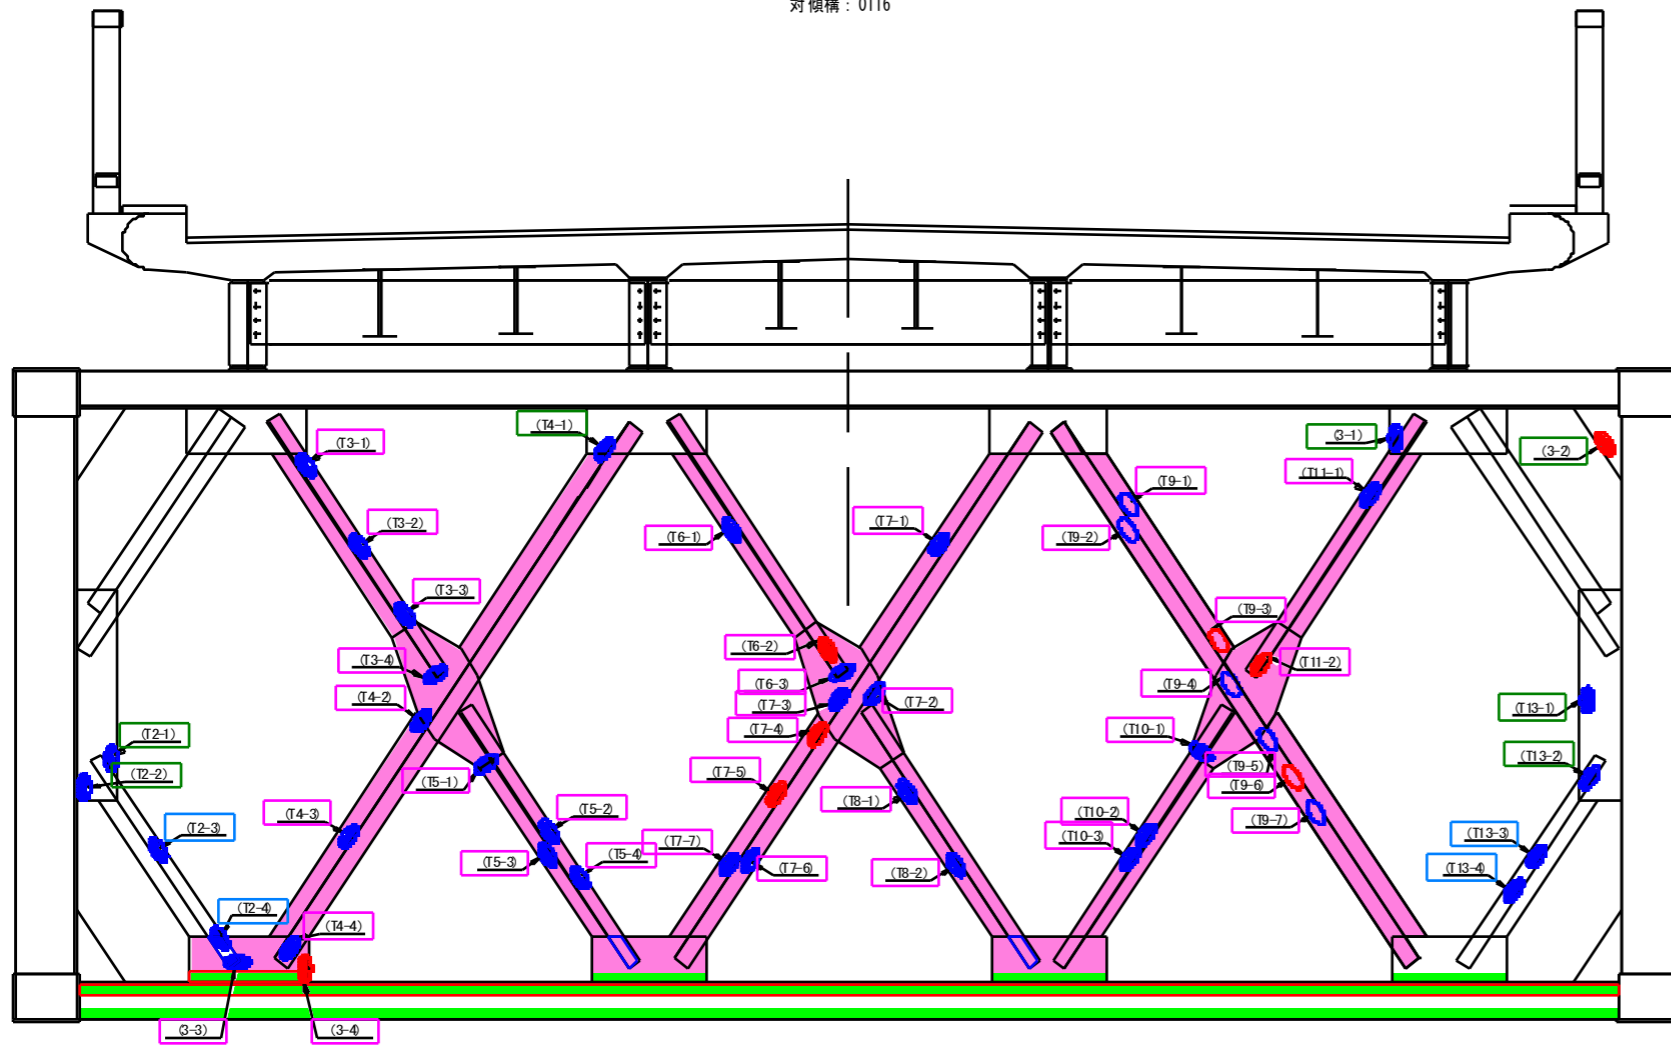 対傾構：0116
(T4-1)
(3-1)
(T3-1)
(3-2)
(T11-1)
(T9-1)
(T3-2)
(T7-1)
(T6-1)
(T9-2)
(T3-3)
(T9-3)
(T6-2)
(T3-4)
(T11-2)
(T6-3)
(T9-4)
(T4-2)
(T7-3)
(T7-2)
(T13-1)
(T2-1)
(T7-4)
(T10-1)
(T13-2)
(T2-2)
(T5-1)
(T7-5)
(T9-5)
(T9-6)
(T8-1)
(T5-2)
(T4-3)
(T10-2)
(T9-7)
(T2-3)
(T13-3)
(T7-7)
(T10-3)
(T5-3)
(T5-4)
(T7-6)
(T8-2)
(T13-4)
(T2-4)
(T4-4)
(3-3)
(3-4)